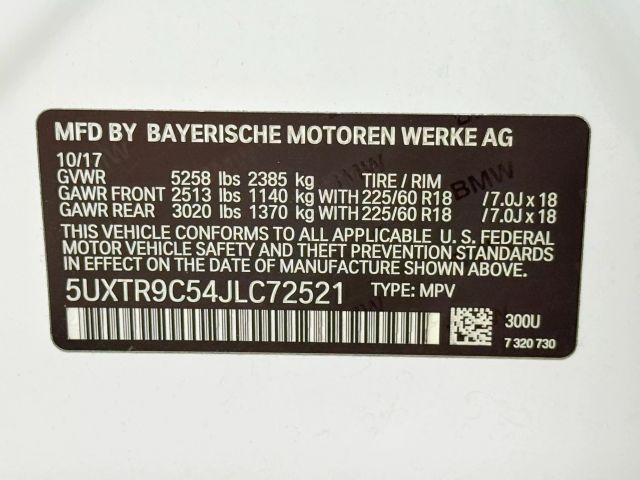 MFD BY BAYERISCHE MOTOREN WERKE AG
10/17
GVWR 5258 lbs 2385 kg TIRE / RIM
GAWR FRONT 2513 lbs 1140 kg WITH 225/60 R18 /7.0J x 18
GAWR REAR 3020 lbs 1370 kg WITH 225/60 R18 /7.0J x 18
THIS VEHICLE CONFORMS TO ALL APPLICABLE U. S. FEDERAL
MOTOR VEHICLE SAFETY AND THEFT PREVENTION STANDARDS
IN EFFECT ON THE DATE OF MANUFACTURE SHOWN ABOVE.
5UXTR9C54JLC72521 TYPE: MPV
300U
7 320 730
BMW